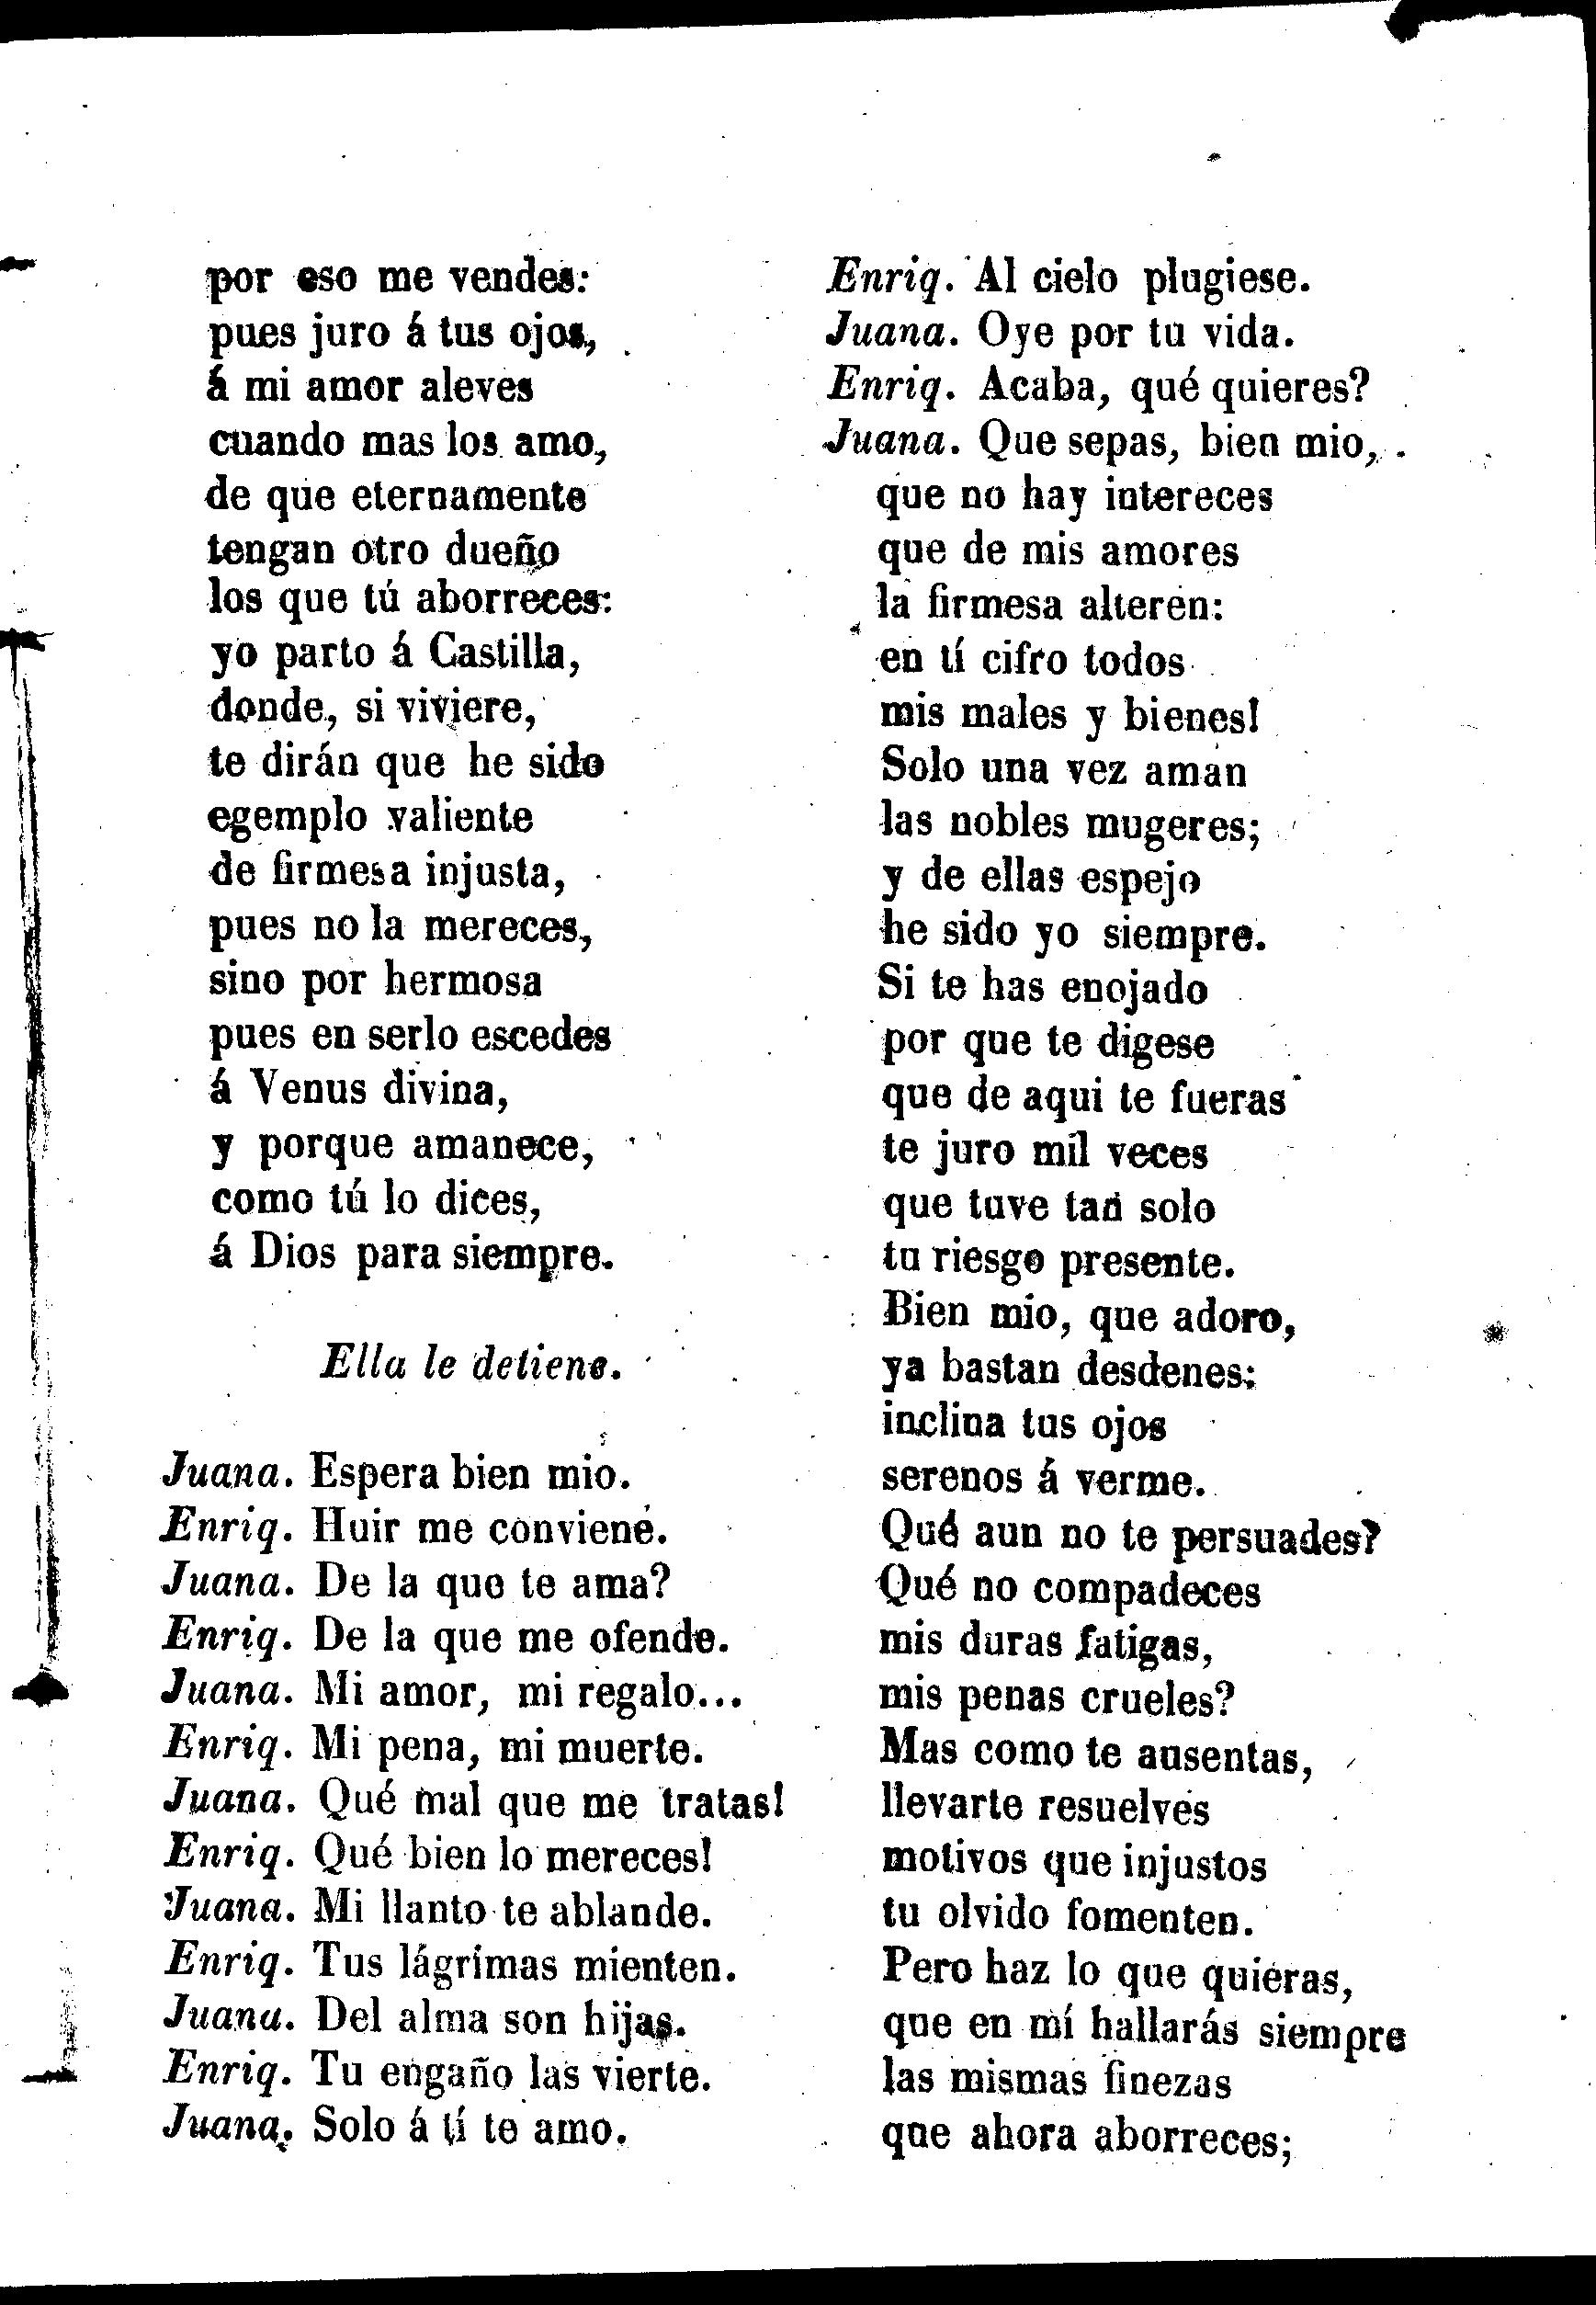 por eso me vendes:
pues juro á tus ojos,
á mi amor aleves
cuando mas los amo,
de que eternamente
tengan otro dueño
los que tú aborreces:
yo parto á Castilla,
donde, si viviere,
te dirán que he sido
egemplo valiente
de firmesa injusta,
pues no la mereces,
sino por hermosa
pues en serlo escedes
á Venus divina,
y porque amanece,
como tú lo dices,
á Dios para siempre.
Ella le detiene.
Juana. Espera bien mio.
Enriq. Huir me conviene.
Juana. De la que te ama?
Enriq. De la que me ofende.
Juana. Mi amor, mi regalo...
Enriq. Mi pena, mi muerte.
Juana. Qué mal que me tratas!
Enriq. Qué bien lo mereces!
Juana. Mi llanto te ablande.
Enriq. Tus lágrimas mienten.
Juana. Del alma son hijas.
Enriq. Tu engaño las vierte.
Juana. Solo á tí te amo.
Enriq. Al cielo plugiese.
Juana. Oye por tu vida.
Enriq. Acaba, qué quieres?
Juana. Que sepas, bien mio,
que no hay intereces
que de mis amores
la firmesa alteren:
en tí cifro todos
mis males y bienes!
Solo una vez aman
las nobles mugeres;
y de ellas espejo
he sido yo siempre.
Si te has enojado
por que te digese
que de aqui te fueras
te juro mil veces
que tuve tan solo
tu riesgo presente.
Bien mio, que adoro,
ya bastan desdenes:
inclina tus ojos
serenos á verme.
Qué aun no te persuades?
Qué no compadeces
mis duras fatigas,
mis penas crueles?
Mas como te ausentas,
llevarte resuelves
motivos que injustos
tu olvido fomenten.
Pero haz lo que quieras,
que en mí hallarás siempre
las mismas finezas
que ahora aborreces;